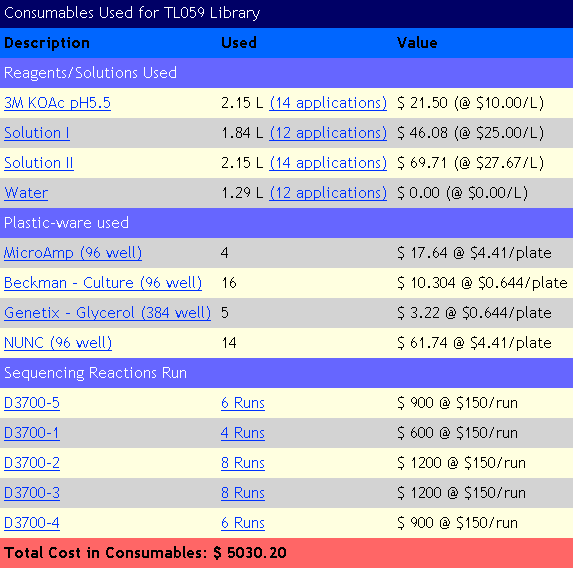 Consumables Used for TL059 Library
Description Used Value
Reagents/Solutions Used
3M KOAc pH5.5 2.15 L (14 applications) $ 21.50 (@ $10.00/L)
Solution I 1.84 L (12 applications) $ 46.08 (@ $25.00/L)
Solution II 2.15 L (14 applications) $ 69.71 (@ $27.67/L)
Water 1.29 L (12 applications) $ 0.00 (@ $0.00/L)
Plastic-ware used
MicroAmp (96 well) 4 $ 17.64 @ $4.41/plate
Beckman - Culture (96 well) 16 $ 10.304 @ $0.644/plate
Genetix - Glycerol (384 well) 5 $ 3.22 @ $0.644/plate
NUNC (96 well) 14 $ 61.74 @ $4.41/plate
Sequencing Reactions Run
D3700-5 6 Runs $ 900 @ $150/run
D3700-1 4 Runs $ 600 @ $150/run
D3700-2 8 Runs $ 1200 @ $150/run
D3700-3 8 Runs $ 1200 @ $150/run
D3700-4 6 Runs $ 900 @ $150/run
Total Cost in Consumables: $ 5030.20